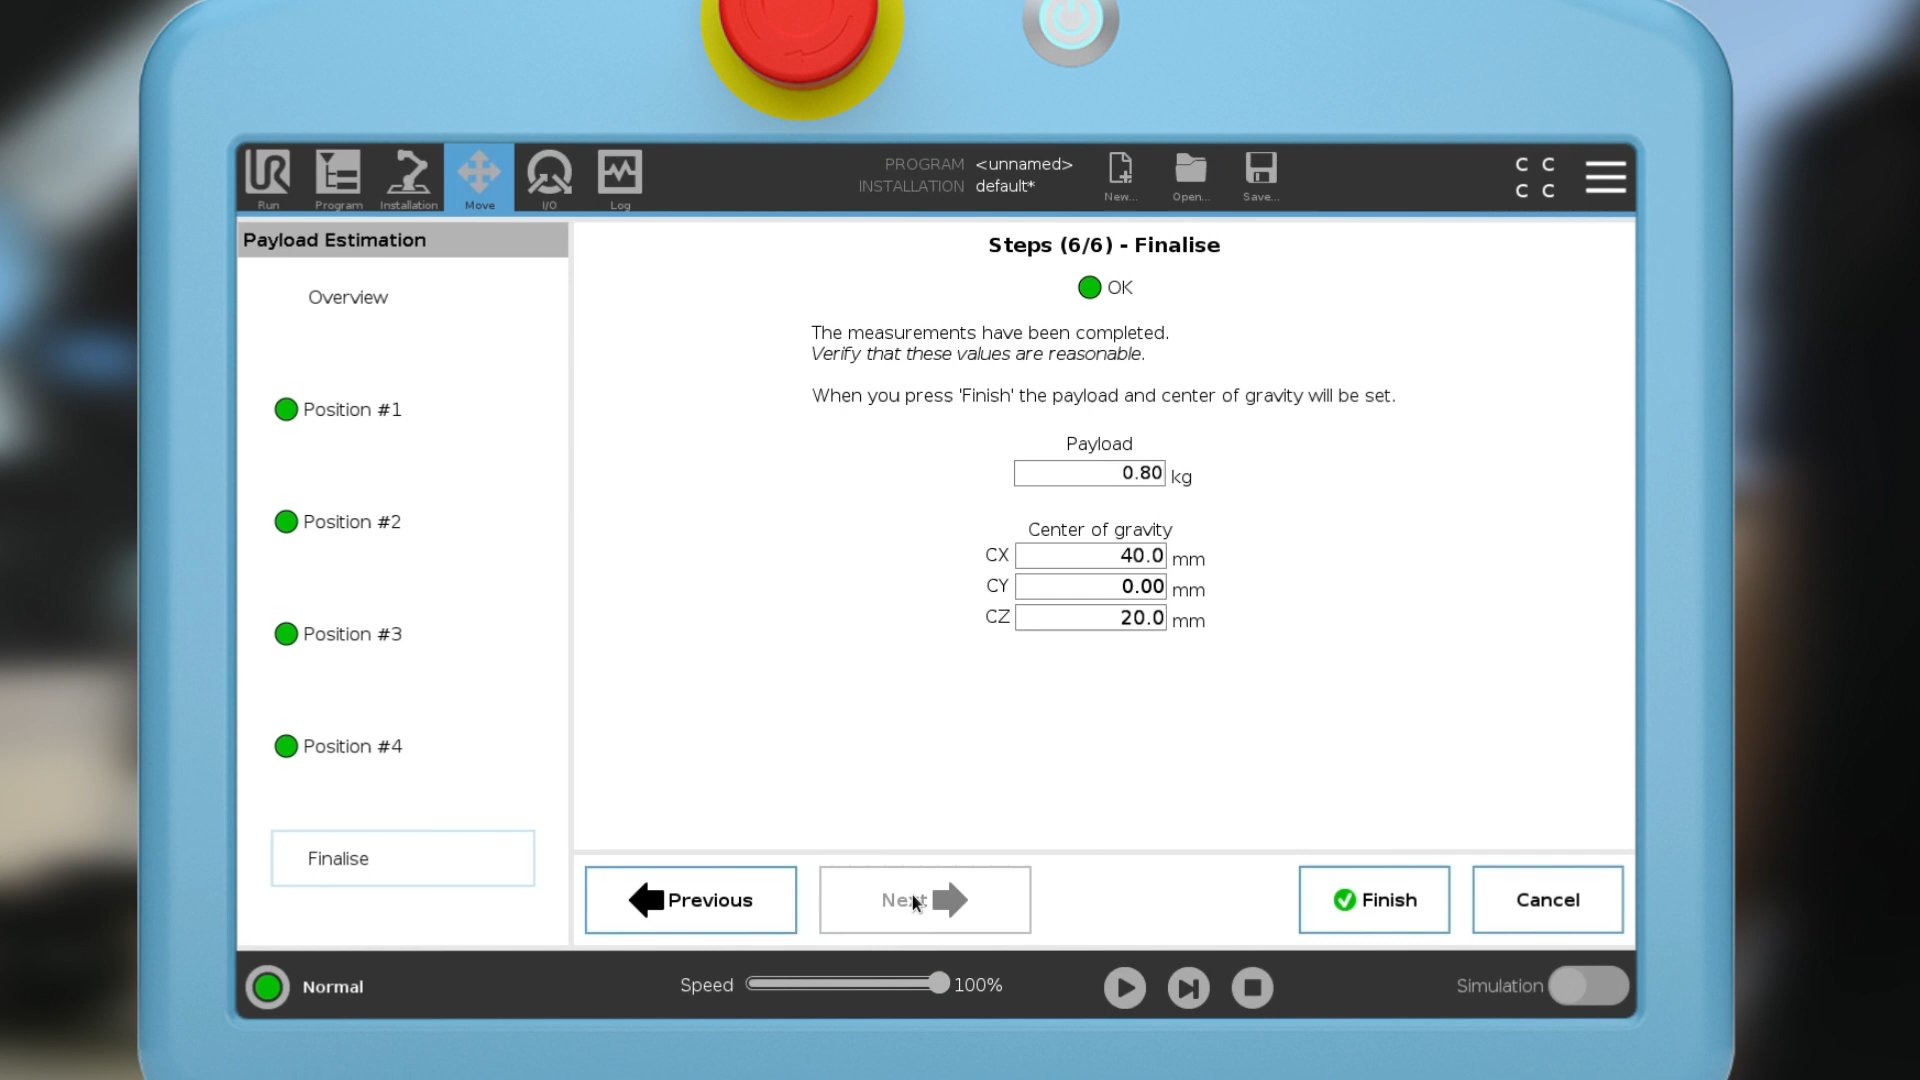 PROGRAM <unnamed>
INSTALLATION default*
UR
Run
Program
Installation
Move
I/O
Log
New...
Open...
Save...
C C
C C
Payload Estimation
Overview
Position #1
Position #2
Position #3
Position #4
Finalise
Steps (6/6) - Finalise
OK
The measurements have been completed.
Verify that these values are reasonable.
When you press 'Finish' the payload and center of gravity will be set.
Payload
0.80 kg
Center of gravity
CX 40.0 mm
CY 0.00 mm
CZ 20.0 mm
Previous
Next
Finish
Cancel
Normal
Speed 100%
Simulation